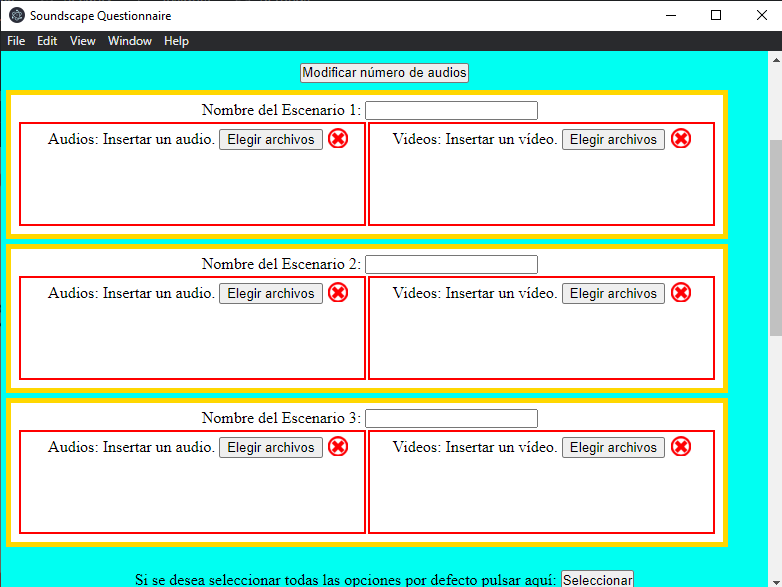 Soundscape Questionnaire
File Edit View Window Help
Modificar número de audios
Nombre del Escenario 1:
Audios: Insertar un audio. Elegir archivos Videos: Insertar un vídeo. Elegir archivos
Nombre del Escenario 2:
Audios: Insertar un audio. Elegir archivos Videos: Insertar un vídeo. Elegir archivos
Nombre del Escenario 3:
Audios: Insertar un audio. Elegir archivos Videos: Insertar un vídeo. Elegir archivos
Si se desea seleccionar todas las opciones por defecto pulsar aquí: Seleccionar